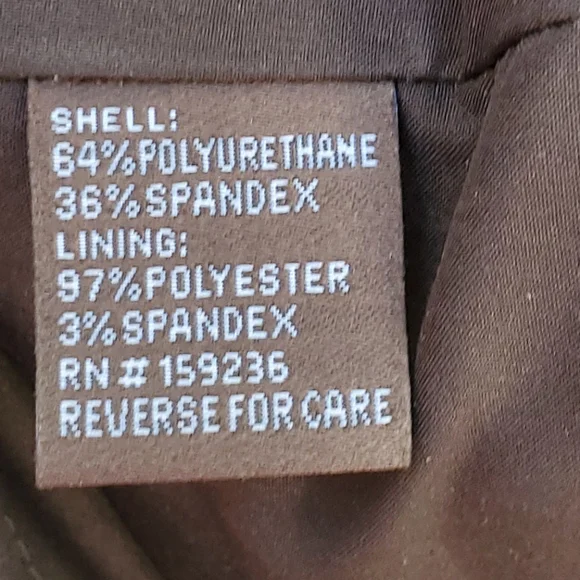 SHELL:
64% POLYURETHANE
36% SPANDEX
LINING:
97% POLYESTER
3% SPANDEX
RN # 159236
REVERSE FOR CARE